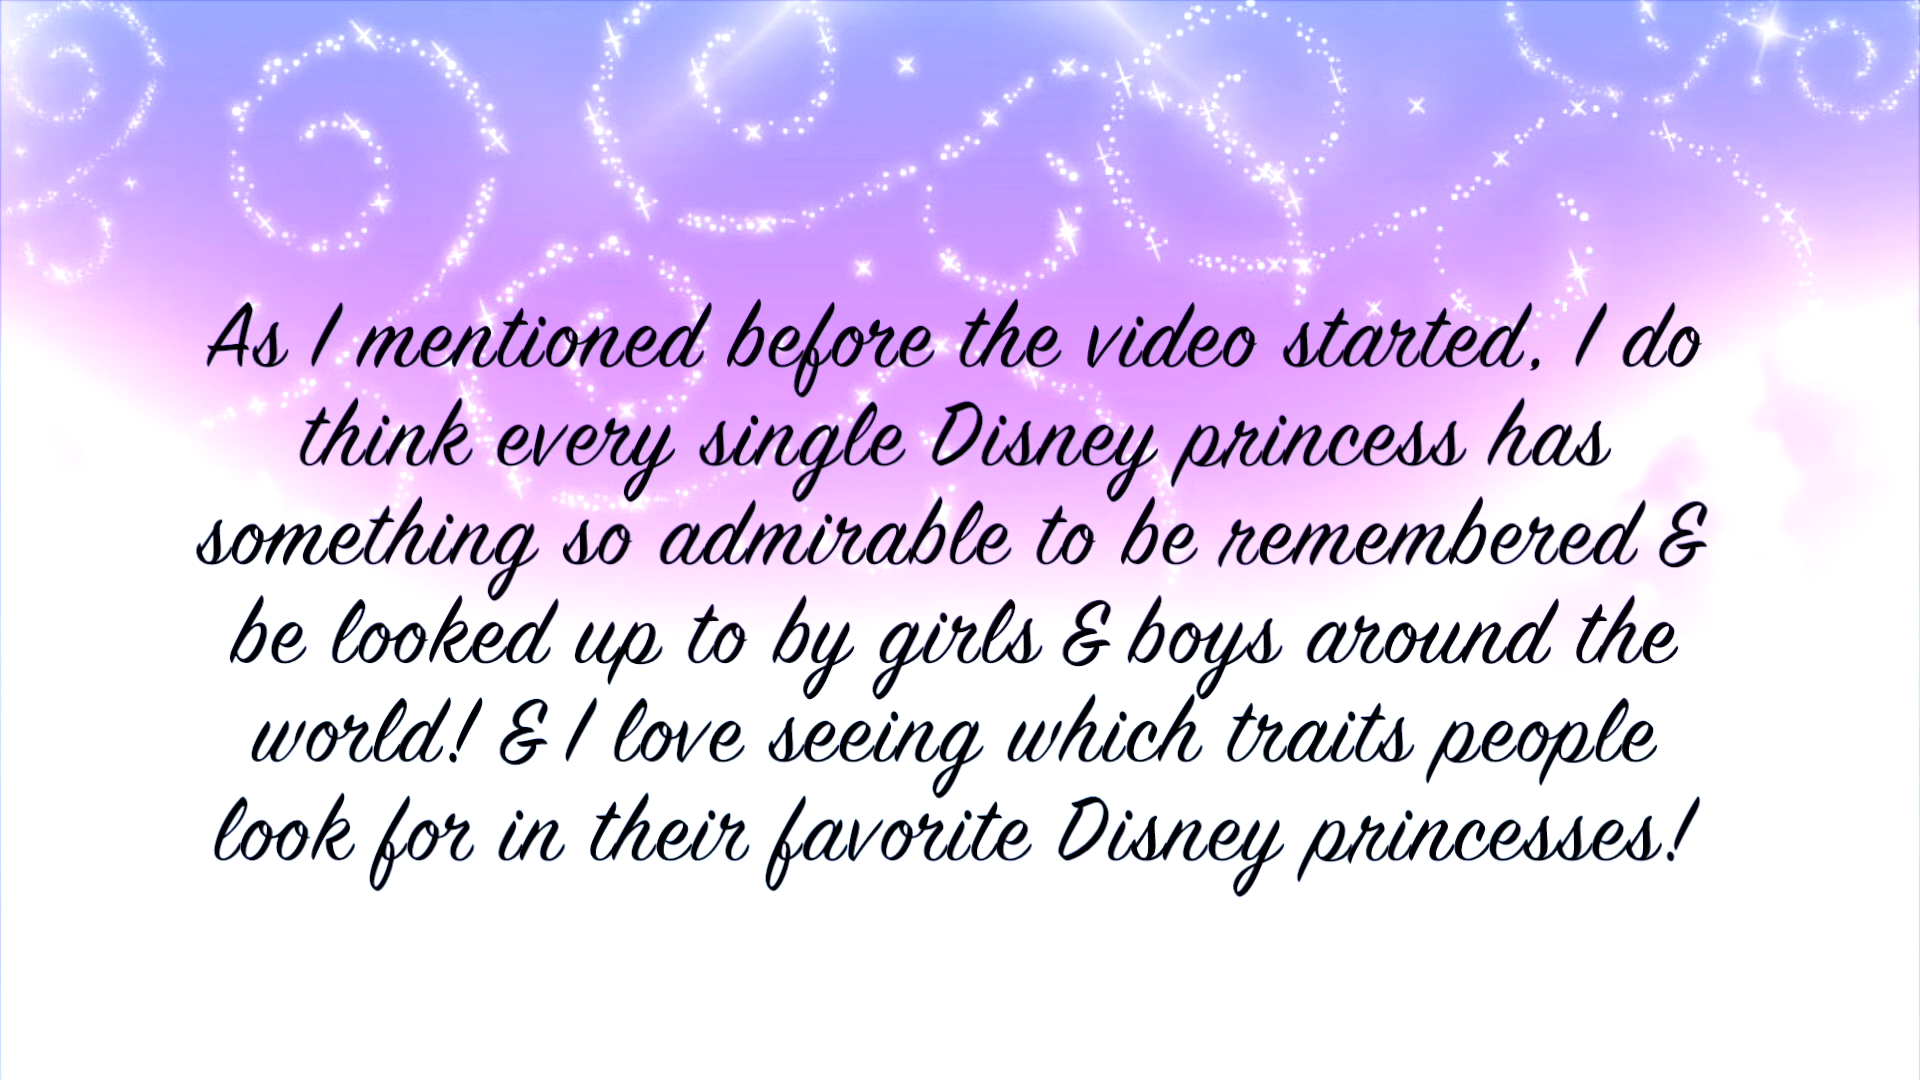 As I mentioned before the video started, I do
think every single Disney princess has
something so admirable to be remembered &
be looked up to by girls & boys around the
world! & I love seeing which traits people
look for in their favorite Disney princesses!